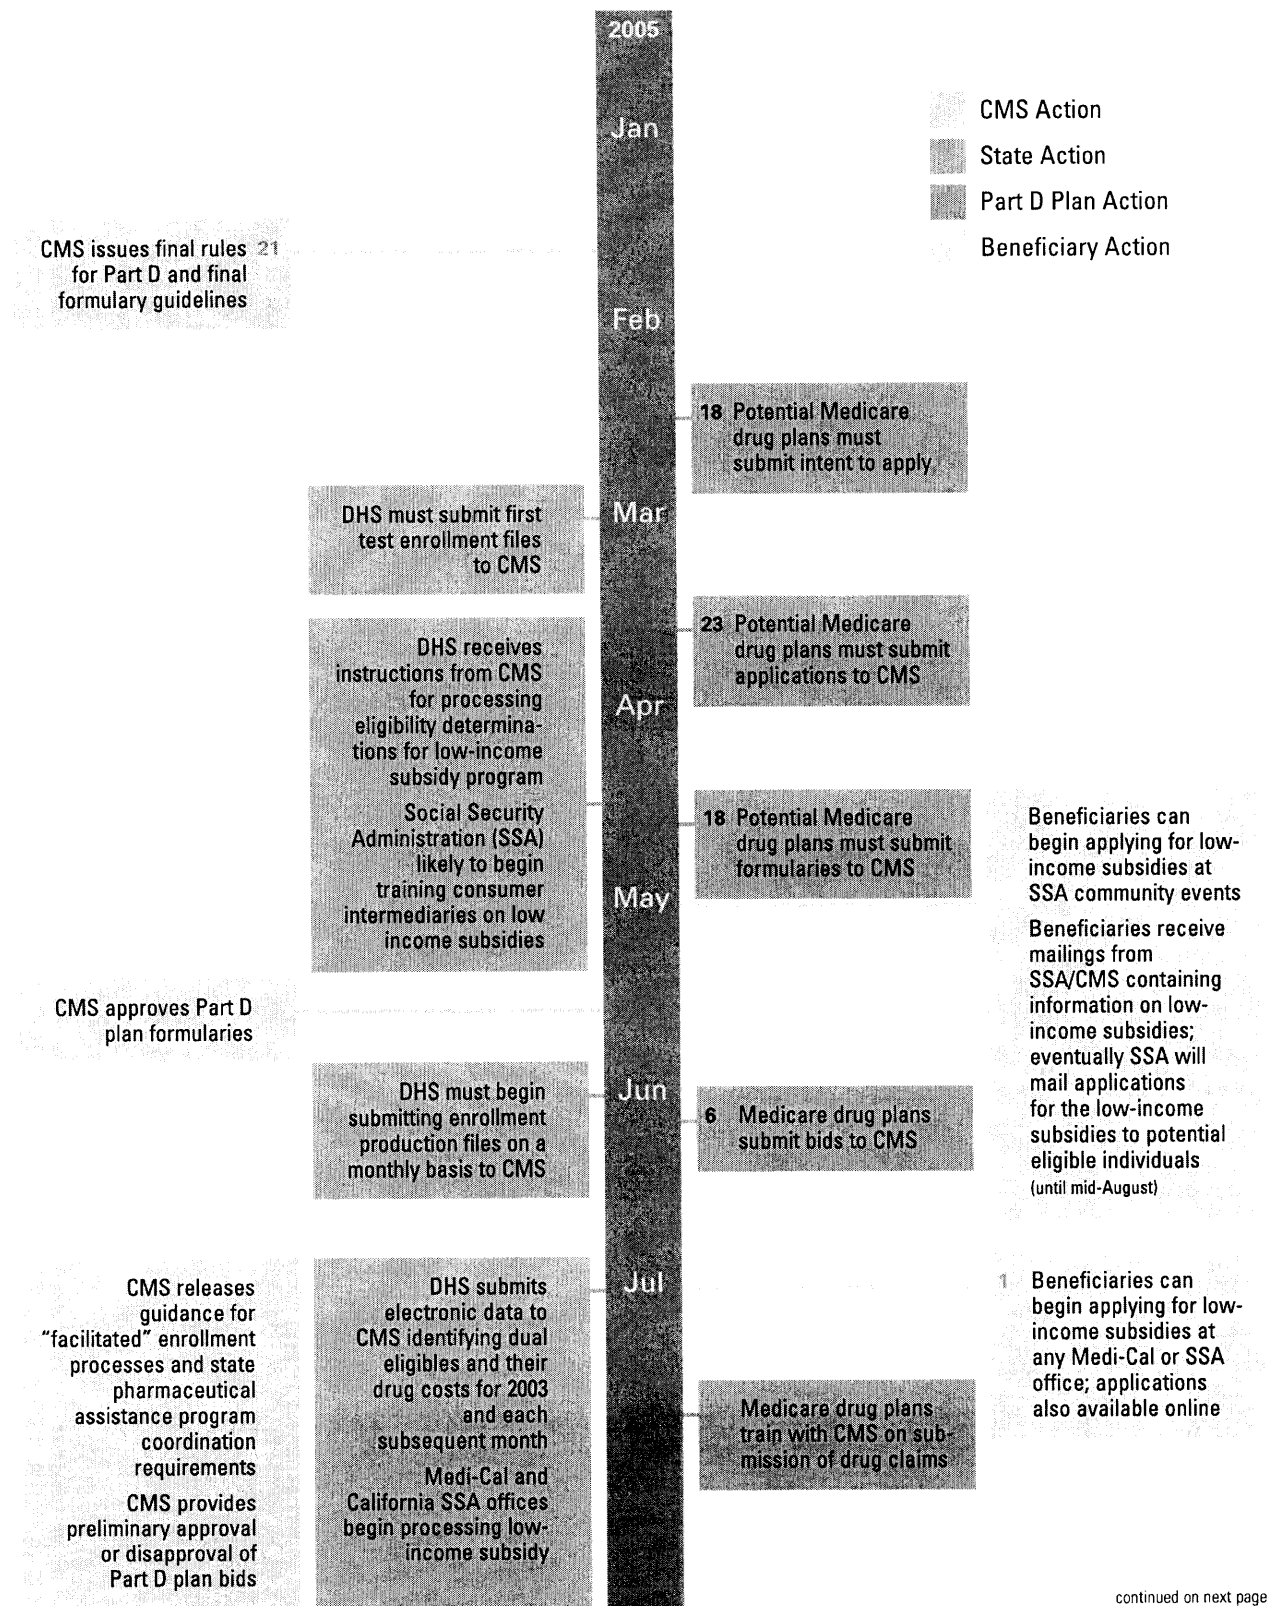 2005
Jan
CMS Action
State Action
Part D Plan Action
Beneficiary Action
CMS issues final rules 21
for Part D and final
formulary guidelines
Feb
18 Potential Medicare
drug plans must
submit intent to apply
Mar
DHS must submit first
test enrollment files
to CMS
23 Potential Medicare
drug plans must submit
applications to CMS
DHS receives
instructions from CMS
for processing
eligibility determina-
tions for low-income
subsidy program
Social Security
Administration (SSA)
likely to begin
training consumer
intermediaries on low
income subsidies
Apr
18 Potential Medicare
drug plans must submit
formularies to CMS
Beneficiaries can
begin applying for low-
income subsidies at
SSA community events
Beneficiaries receive
mailings from
SSA/CMS containing
information on low-
income subsidies;
eventually SSA will
mail applications
for the low-income
subsidies to potential
eligible individuals
(until mid-August)
May
CMS approves Part D
plan formularies
Jun
DHS must begin
submitting enrollment
production files on a
monthly basis to CMS
6 Medicare drug plans
submit bids to CMS
Jul
CMS releases
guidance for
"facilitated" enrollment
processes and state
pharmaceutical
assistance program
coordination
requirements
CMS provides
preliminary approval
or disapproval of
Part D plan bids
DHS submits
electronic data to
CMS identifying dual
eligibles and their
drug costs for 2003
and each
subsequent month
Medi-Cal and
California SSA offices
begin processing low-
income subsidy
1 Beneficiaries can
begin applying for low-
income subsidies at
any Medi-Cal or SSA
office; applications
also available online
Medicare drug plans
train with CMS on sub-
mission of drug claims
continued on next page